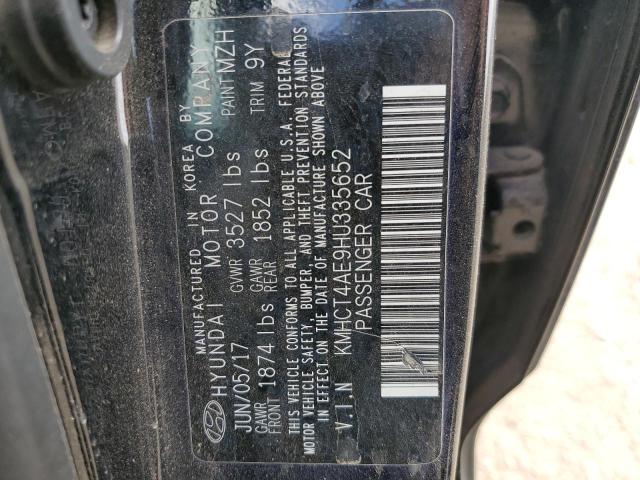 MANUFACTURED IN KOREA BY
HYUNDAI MOTOR COMPANY
JUN/05/17 GVWR 3527 lbs PAINT MZH
GAWR FRONT 1874 lbs GAWR REAR 1852 lbs TRIM 9Y
THIS VEHICLE CONFORMS TO ALL APPLICABLE U.S.A. FEDERAL
MOTOR VEHICLE SAFETY, BUMPER, AND THEFT PREVENTION STANDARDS
IN EFFECT ON THE DATE OF MANUFACTURE SHOWN ABOVE
V.I.N KMHCT4AE9HU335652
PASSENGER CAR